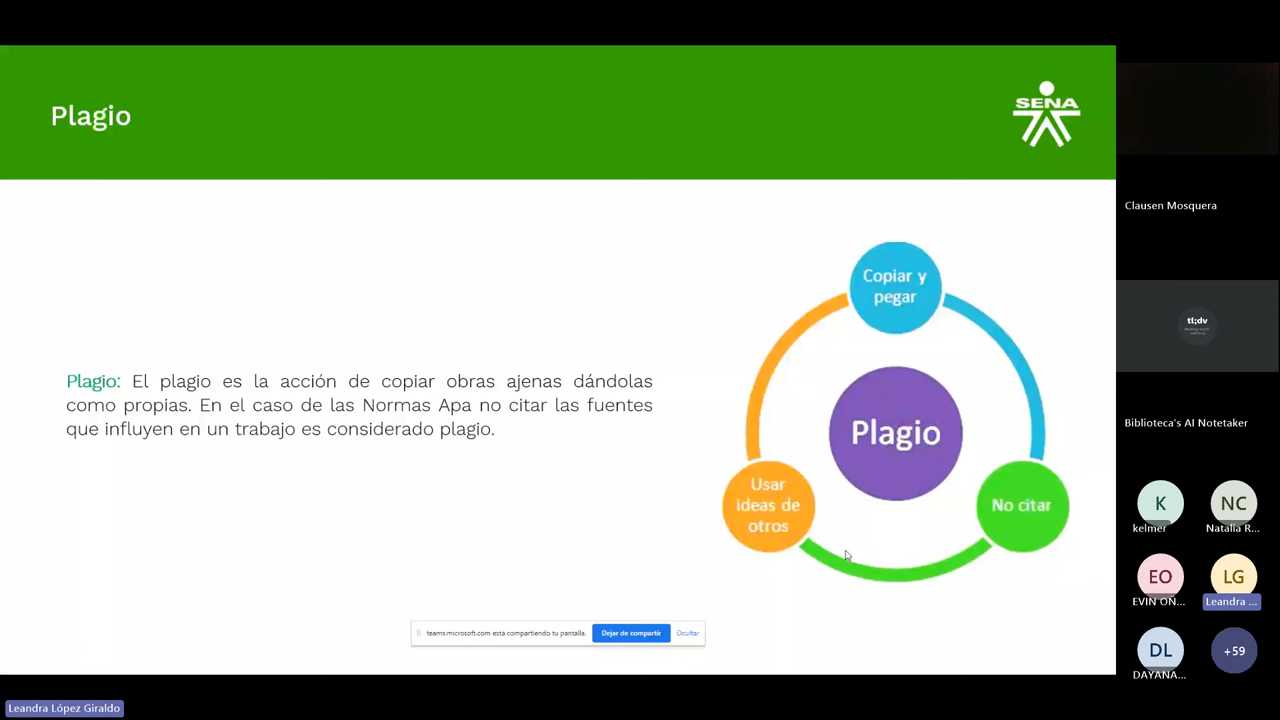 Plagio
SENA
Clausen Mosquera
Copiar y
pegar
tl;dv
Plagio: El plagio es la acción de copiar obras ajenas dándolas
como propias. En el caso de las Normas Apa no citar las fuentes
que influyen en un trabajo es considerado plagio.
Plagio
Usar
ideas de
otros
No citar
Biblioteca's AI Notetaker
K
NC
kelmer
Natalia R...
EO
LG
EVIN OÑ...
Leandra ...
DL
+59
DAYANA...
teams.microsoft.com está compartiendo tu pantalla.
Dejar de compartir
Ocultar
Leandra López Giraldo